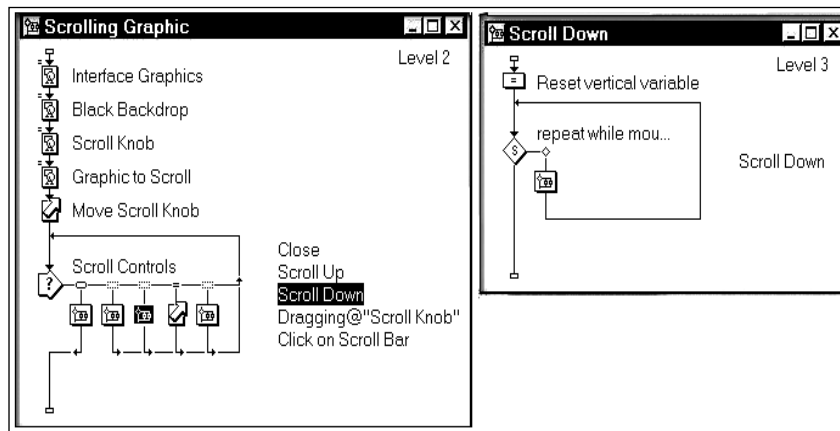 Scrolling Graphic
Level 2
Interface Graphics
Black Backdrop
Scroll Knob
Graphic to Scroll
Move Scroll Knob
Scroll Controls
?
Close
Scroll Up
Scroll Down
Dragging@"Scroll Knob"
Click on Scroll Bar
Scroll Down
Level 3
=
Reset vertical variable
repeat while mou...
S
Scroll Down